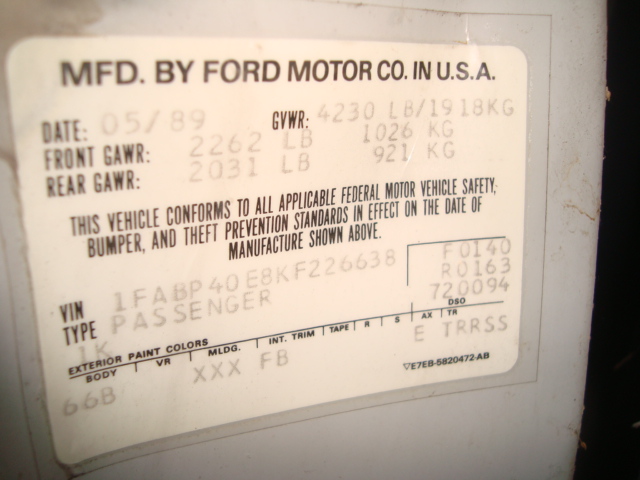 MFD. BY FORD MOTOR CO. IN U.S.A.
DATE: 05/89 GVWR: 4230 LB/1918KG
FRONT GAWR: 2262 LB 1026 KG
REAR GAWR: 2031 LB 921 KG
THIS VEHICLE CONFORMS TO ALL APPLICABLE FEDERAL MOTOR VEHICLE SAFETY,
BUMPER, AND THEFT PREVENTION STANDARDS IN EFFECT ON THE DATE OF
MANUFACTURE SHOWN ABOVE.
VIN 1FABP40E8KF226638 F0140
TYPE PASSENGER R0163
1K 720094
EXTERIOR PAINT COLORS DSO
BODY VR MLDG. INT. TRIM TAPE R S AX TR
66B XXX FB E TRRSS
▽E7EB-5820472-AB